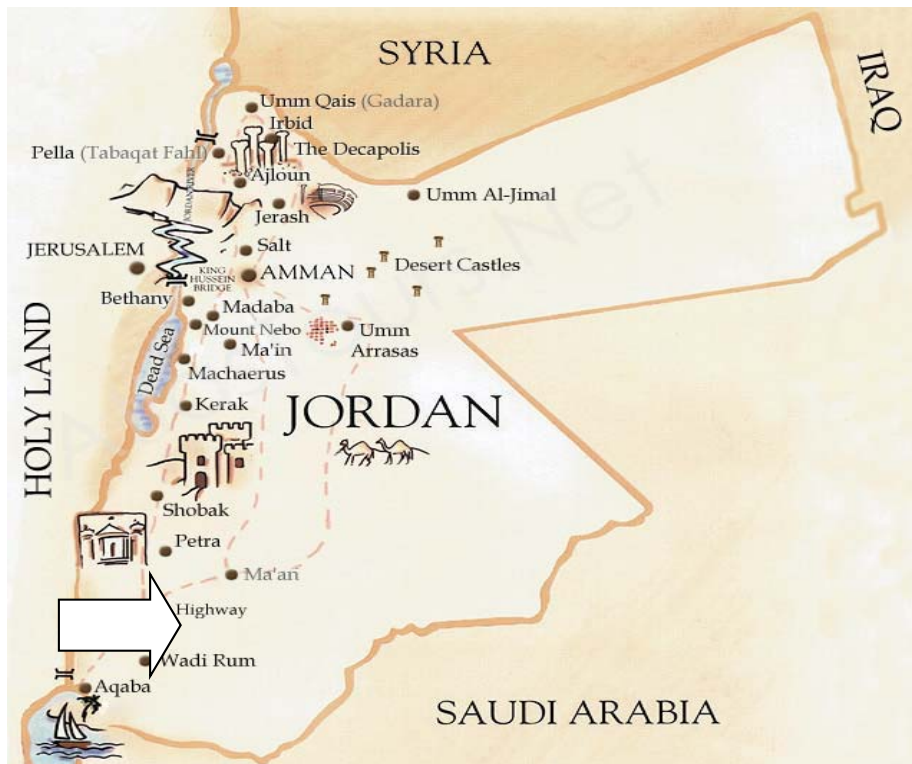 SYRIA
IRAQ
Umm Qais (Gadara)
Irbid
The Decapolis
Pella (Tabaqat Fahl)
Ajloun
JORDAN RIVER
Umm Al-Jimal
Jerash
Salt
JERUSALEM
KING
HUSSEIN
BRIDGE
AMMAN
Desert Castles
Bethany
Madaba
Mount Nebo
Umm
Arrasas
Ma'in
Dead Sea
Machaerus
HOLY LAND
Kerak
JORDAN
Shobak
Petra
Ma'an
Highway
Wadi Rum
Aqaba
SAUDI ARABIA